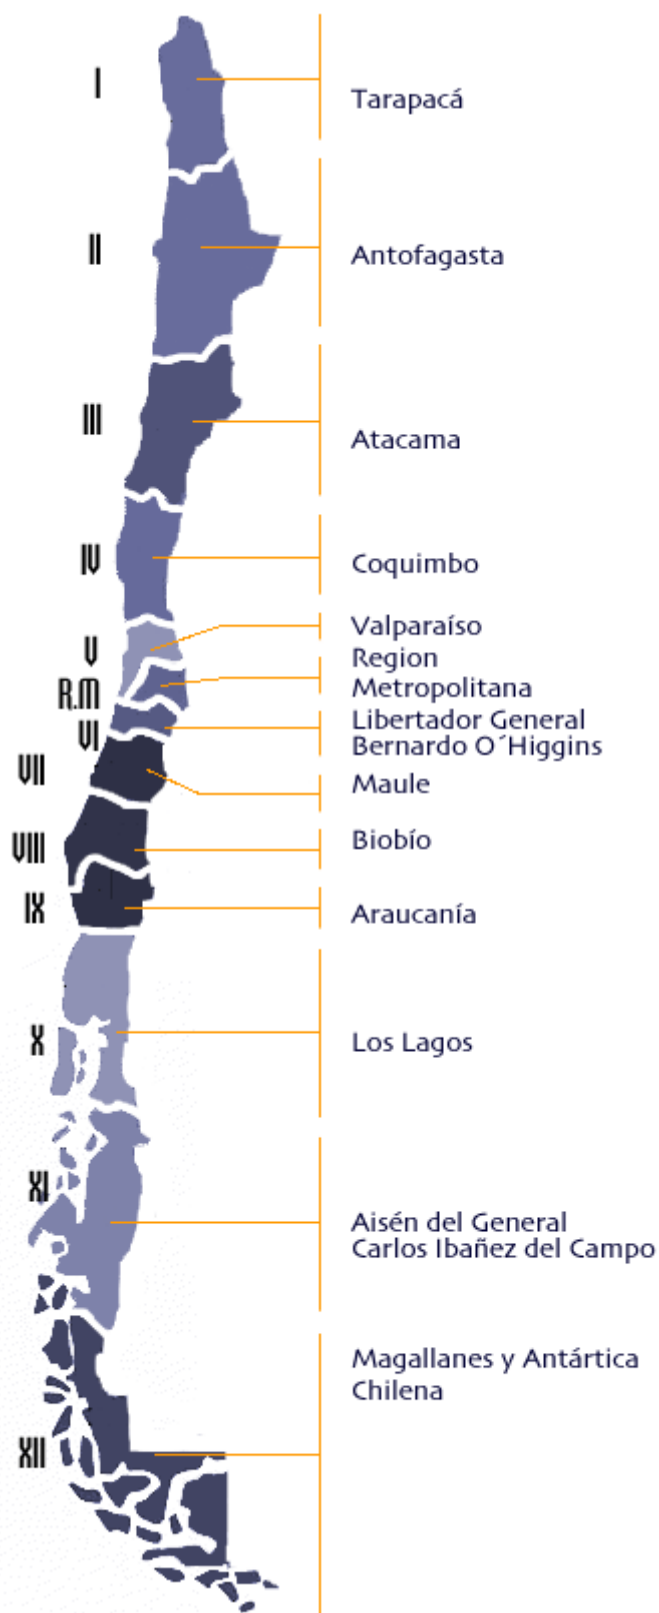 I
Tarapacá
II
Antofagasta
III
Atacama
IV
Coquimbo
V
Valparaíso
R.M
Region
Metropolitana
VI
Libertador General
Bernardo O´Higgins
VII
Maule
VIII
Biobío
IX
Araucanía
X
Los Lagos
XI
Aisén del General
Carlos Ibañez del Campo
XII
Magallanes y Antártica
Chilena